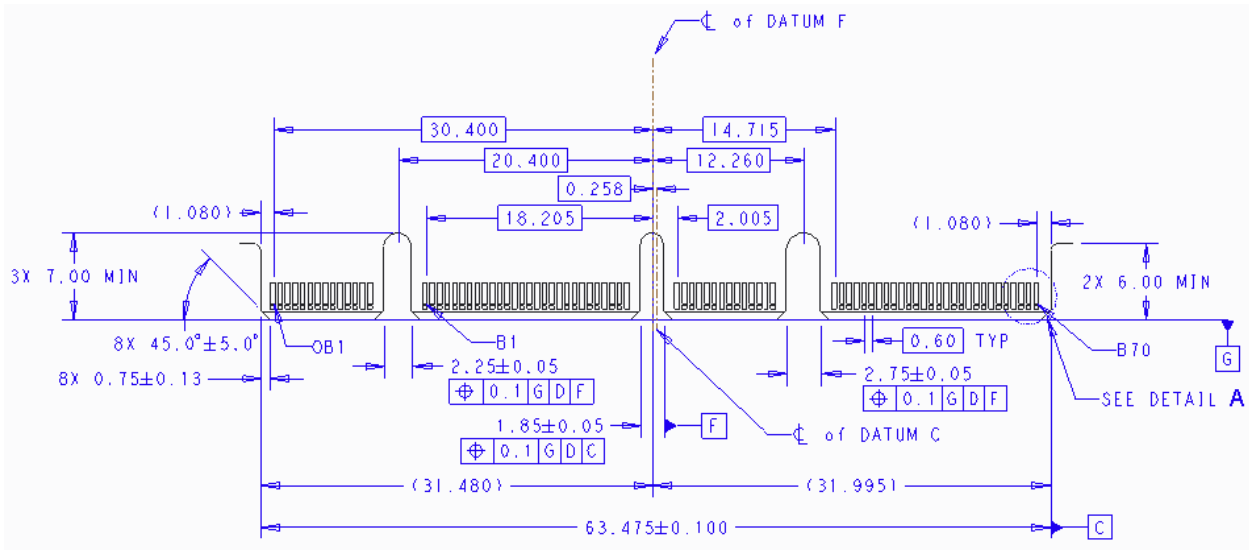 ℄ of DATUM F
30.400
14.715
20.400
12.260
0.258
(1.080)
18.205
2.005
(1.080)
3X 7.00 MIN
2X 6.00 MIN
8X 45.0°±5.0°
OB1
B1
0.60 TYP
B70
G
8X 0.75±0.13
2.25±0.05
2.75±0.05
SEE DETAIL A
⌖ 0.1 G D F
⌖ 0.1 G D F
1.85±0.05
F
℄ of DATUM C
⌖ 0.1 G D C
(31.480)
(31.995)
63.475±0.100
C